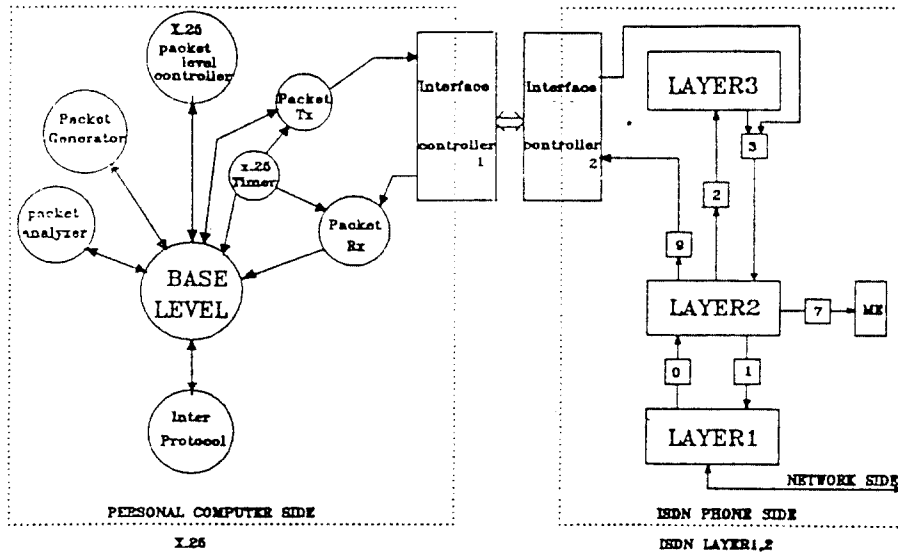 X.25
packet
level
controller
Packet
Tx
Packet
Generator
x.25
Timer
packet
analyzer
Packet
Rx
BASE
LEVEL
Inter
Protocol
PERSONAL COMPUTER SIDE
X.25
Interface
controller
1
Interface
controller
2
LAYER3
3
2
9
LAYER2
7
ME
0
1
LAYER1
NETWORK SIDE
ISDN PHONE SIDE
ISDN LAYER1,2